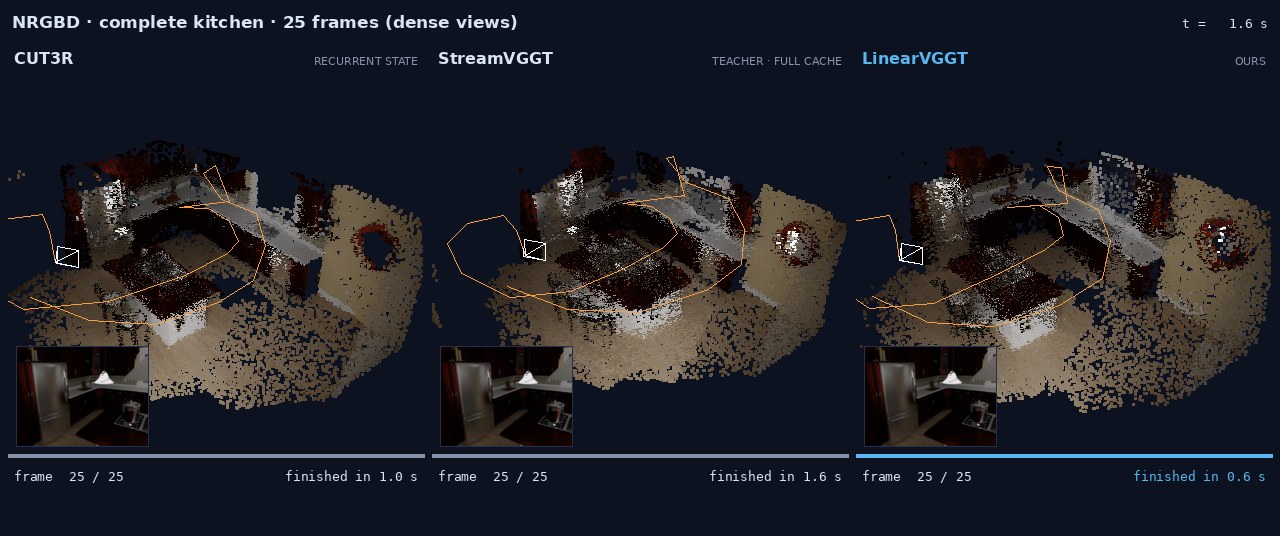 NRGBD · complete kitchen · 25 frames (dense views)
t =   1.6 s
CUT3R
RECURRENT STATE
StreamVGGT
TEACHER · FULL CACHE
LinearVGGT
OURS
frame  25 / 25
finished in 1.0 s
frame  25 / 25
finished in 1.6 s
frame  25 / 25
finished in 0.6 s